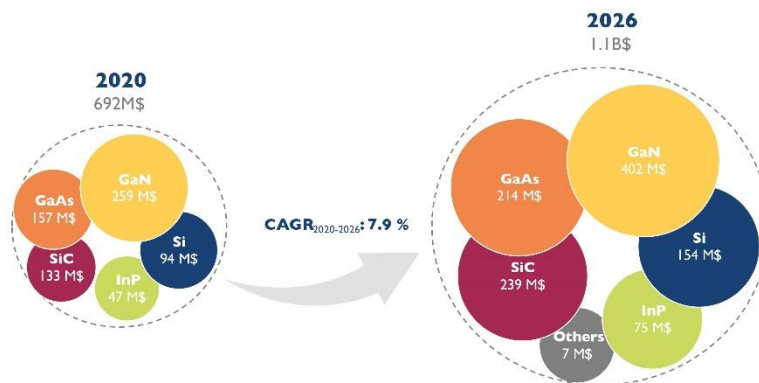 2020
692M$
GaN
259 M$
GaAs
157 M$
SiC
133 M$
InP
47 M$
Si
94 M$
CAGR2020-2026: 7.9 %
2026
1.1B$
GaN
402 M$
GaAs
214 M$
SiC
239 M$
Si
154 M$
InP
75 M$
Others
7 M$